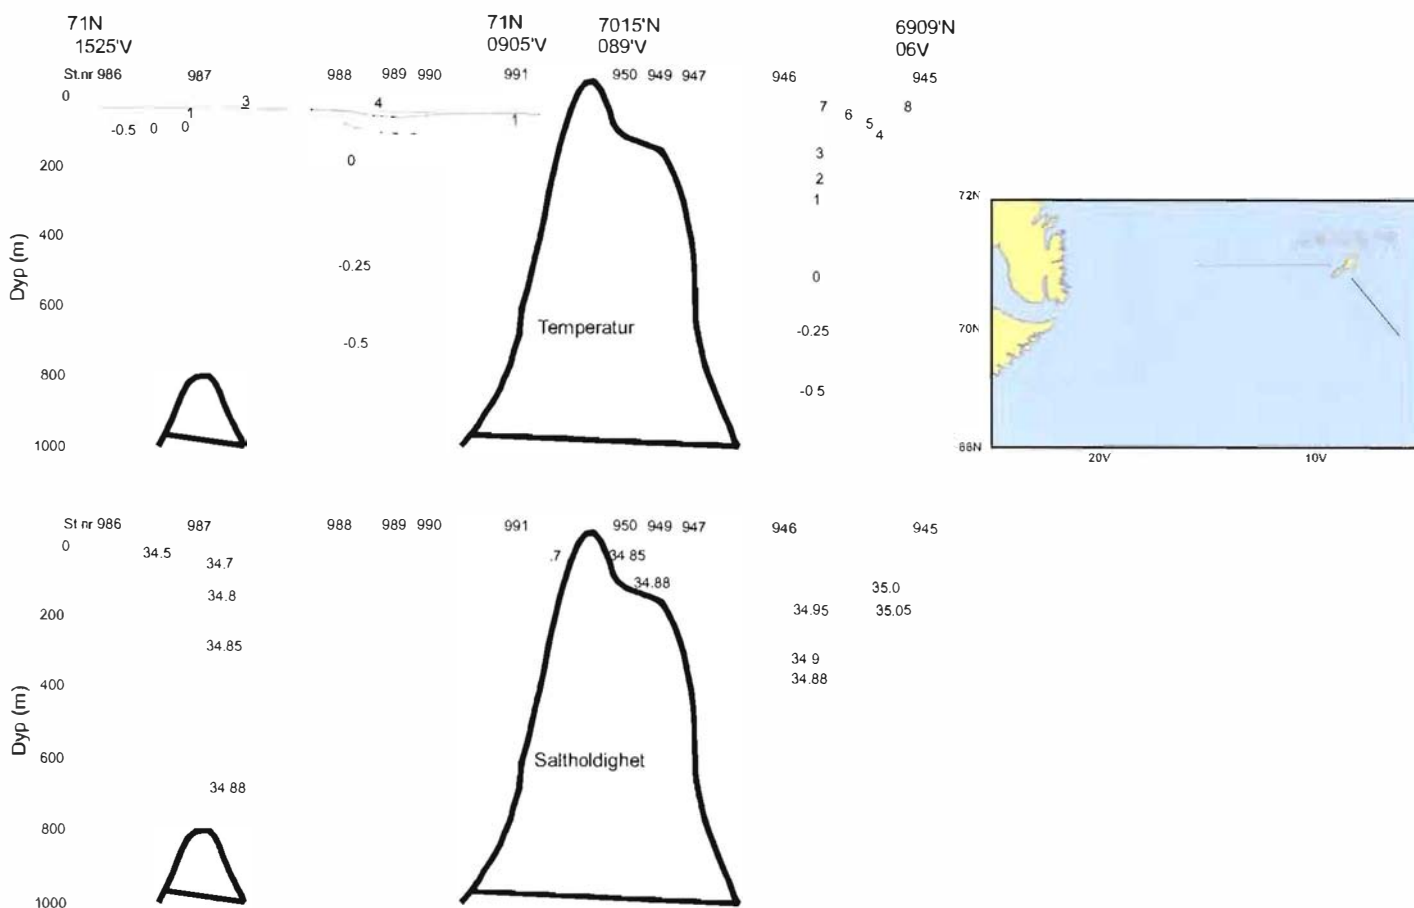 71N 71N 7015'N 6909'N
1525'V 0905'V 089'V 06V
St.nr 986 987 988 989 990 991 950 949 947 946 945
0
3 4 7 8
1 1 6
-0.5 0 0 5
4
0 3
200
2
1
72N
400
-0.25 0
Dyp (m)
600
Temperatur -0.25 70N
-0.5
800
-0 5
1000
68N
20V 10V
St nr 986 987 988 989 990 991 950 949 947 946 945
0
34.5 .7 34 85
34.7
34.8 34.88 35.0
200 34.95 35.05
34.85 34 9
400 34.88
Dyp (m)
600 Saltholdighet
34 88
800
1000